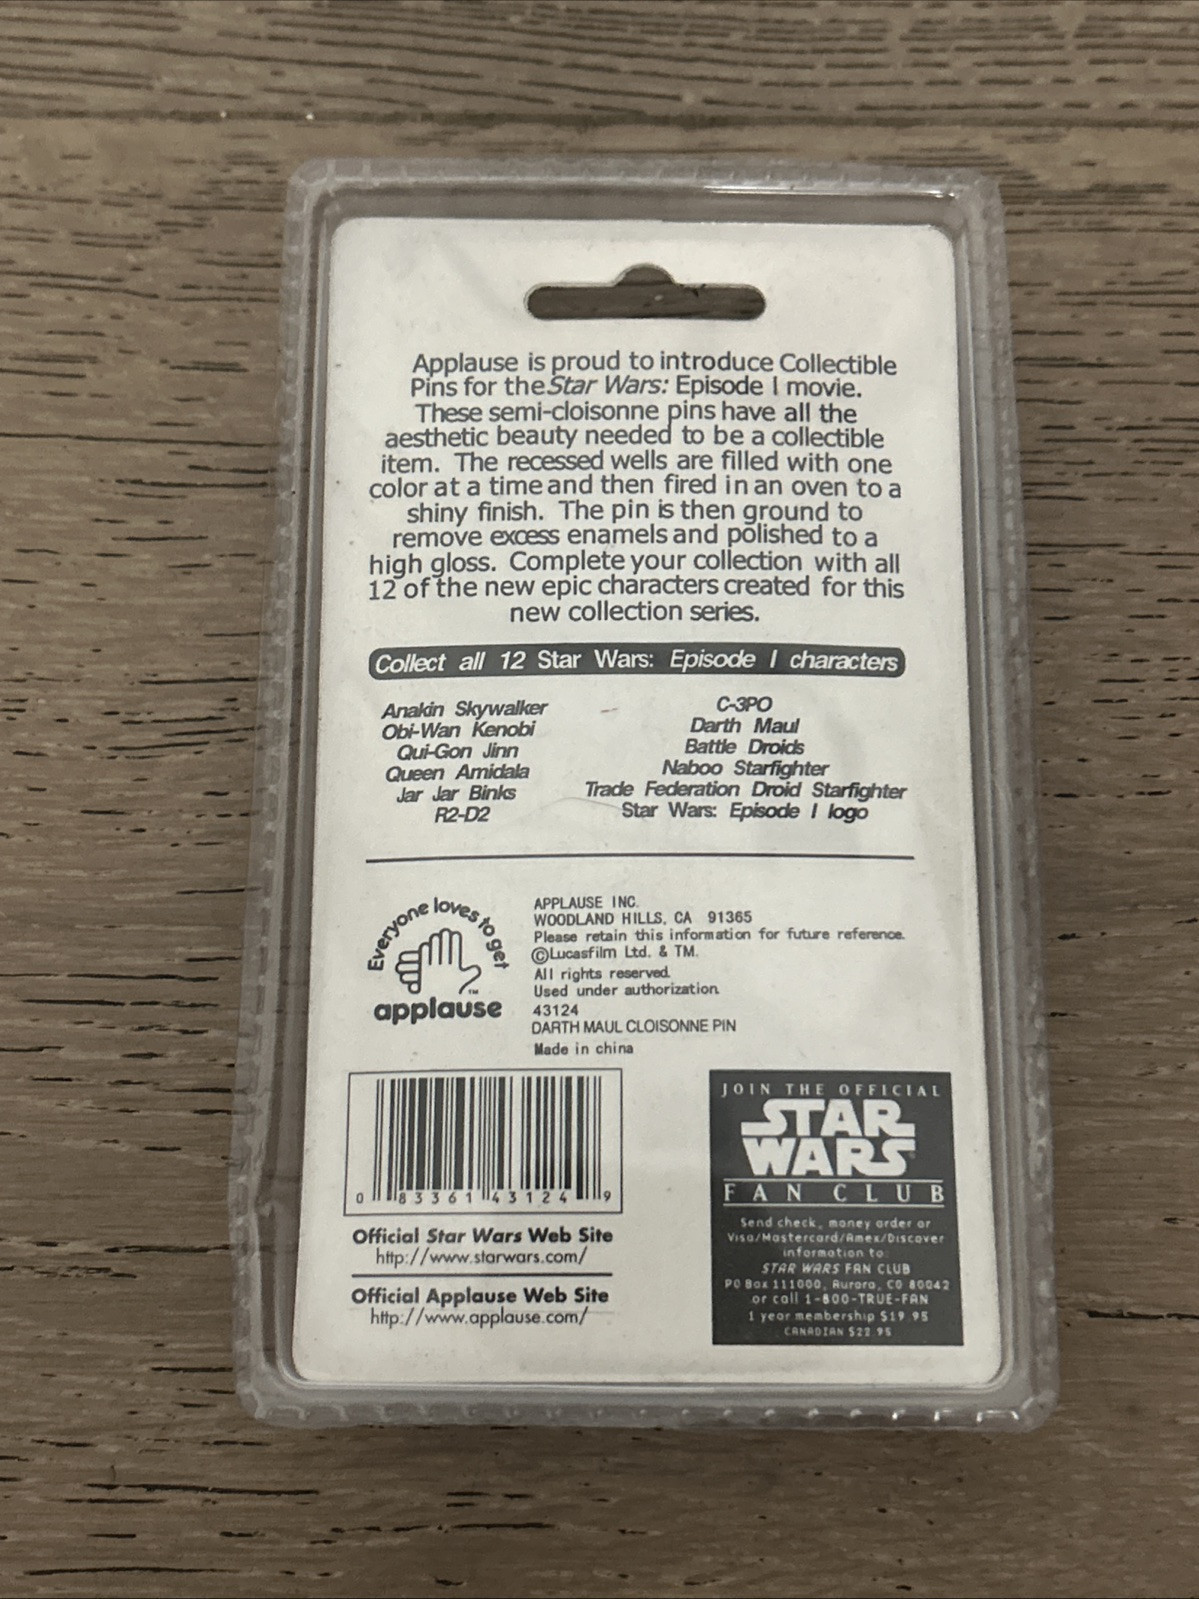 Applause is proud to introduce Collectible
Pins for the Star Wars: Episode I movie.
These semi-cloisonne pins have all the
aesthetic beauty needed to be a collectible
item. The recessed wells are filled with one
color at a time and then fired in an oven to a
shiny finish. The pin is then ground to
remove excess enamels and polished to a
high gloss. Complete your collection with all
12 of the new epic characters created for this
new collection series.
Collect all 12 Star Wars: Episode I characters
Anakin Skywalker
Obi-Wan Kenobi
Qui-Gon Jinn
Queen Amidala
Jar Jar Binks
R2-D2
C-3PO
Darth Maul
Battle Droids
Naboo Starfighter
Trade Federation Droid Starfighter
Star Wars: Episode I logo
Everyone loves to get
applause
APPLAUSE INC.
WOODLAND HILLS, CA 91365
Please retain this information for future reference.
©Lucasfilm Ltd. & TM.
All rights reserved.
Used under authorization.
43124
DARTH MAUL CLOISONNE PIN
Made in china
0 83361 43124 9
Official Star Wars Web Site
http://www.starwars.com/
Official Applause Web Site
http://www.applause.com/
JOIN THE OFFICIAL
STAR
WARS
FAN CLUB
Send check, money order or
Visa/Mastercard/Amex/Discover
information to:
STAR WARS FAN CLUB
PO Box 111000, Aurora, CO 80042
or call 1-800-TRUE-FAN
1 year membership $19.95
CANADIAN $22.95